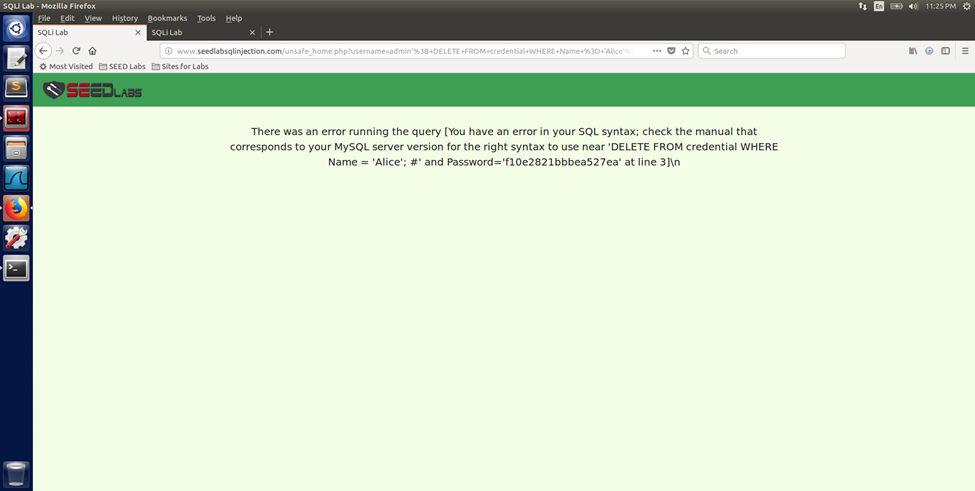 SQLi Lab - Mozilla Firefox
En
11:25 PM
File Edit View History Bookmarks Tools Help
SQLi Lab
SQLi Lab
www.seedlabsqlinjection.com/unsafe_home.php?username=admin'%3B+DELETE+FROM+credential+WHERE+Name+%3D+'Alice'%
Search
Most Visited SEED Labs Sites for Labs
SEEDLABS
There was an error running the query [You have an error in your SQL syntax; check the manual that
corresponds to your MySQL server version for the right syntax to use near 'DELETE FROM credential WHERE
Name = 'Alice'; #' and Password='f10e2821bbbea527ea' at line 3]\n